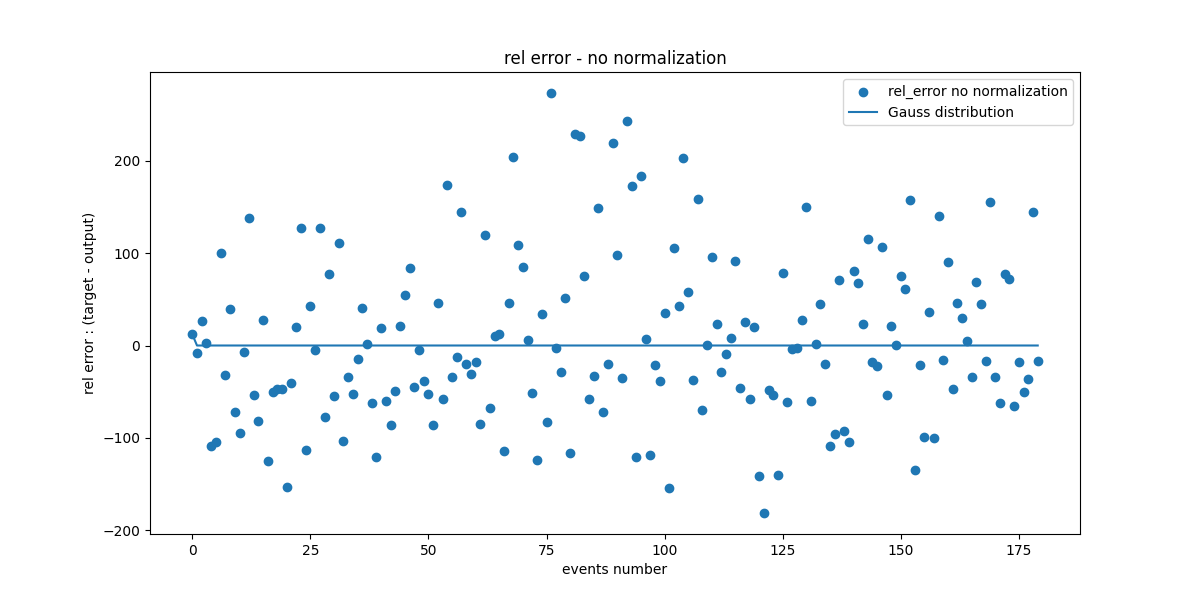 rel error - no normalization
rel_error no normalization
Gauss distribution
rel error : (target - output)
200
100
0
−100
−200
0 25 50 75 100 125 150 175
events number